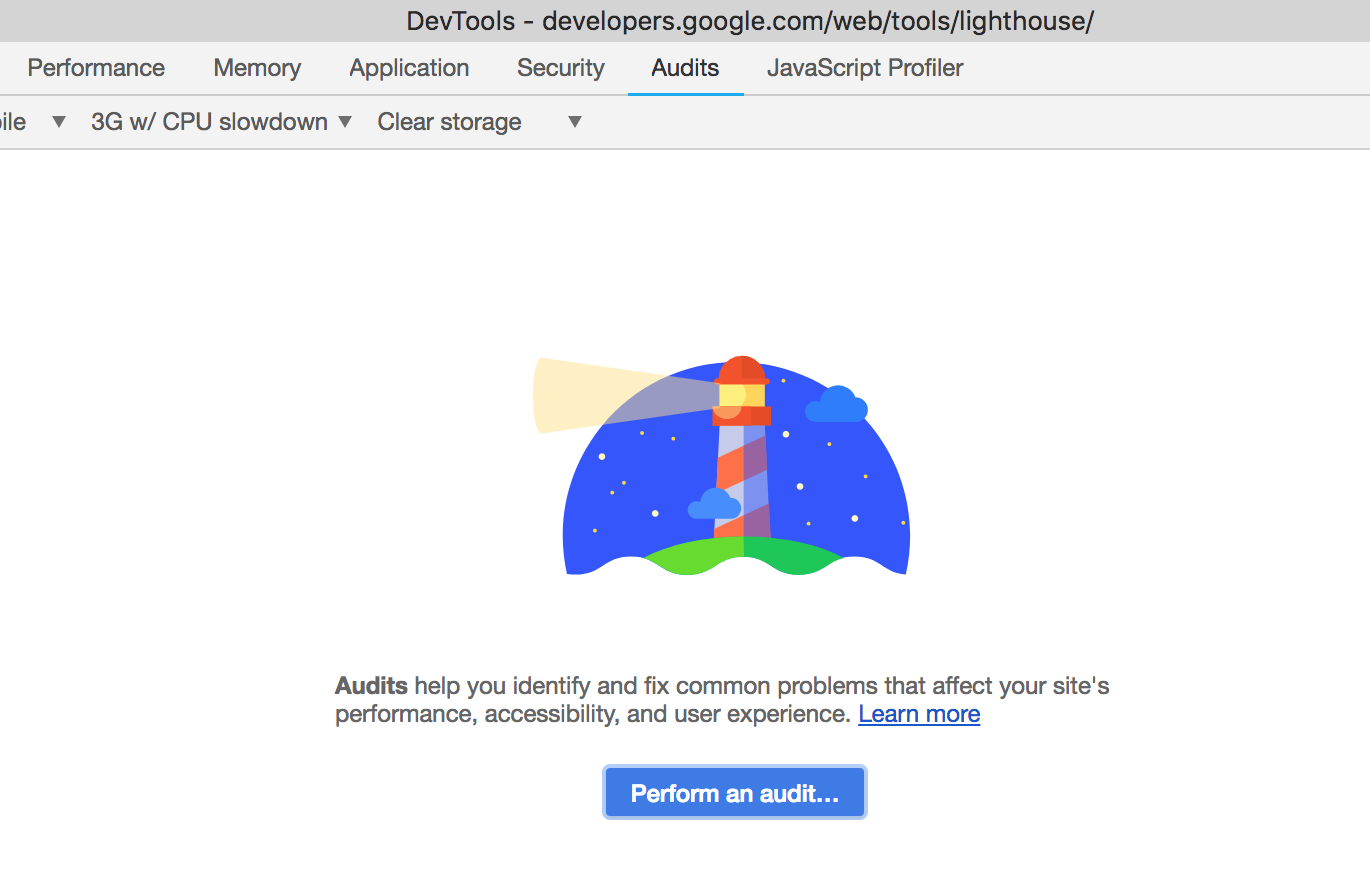 DevTools - developers.google.com/web/tools/lighthouse/
Performance Memory Application Security Audits JavaScript Profiler
ile ▼ 3G w/ CPU slowdown ▼ Clear storage ▼
Audits help you identify and fix common problems that affect your site's
performance, accessibility, and user experience. Learn more
Perform an audit...